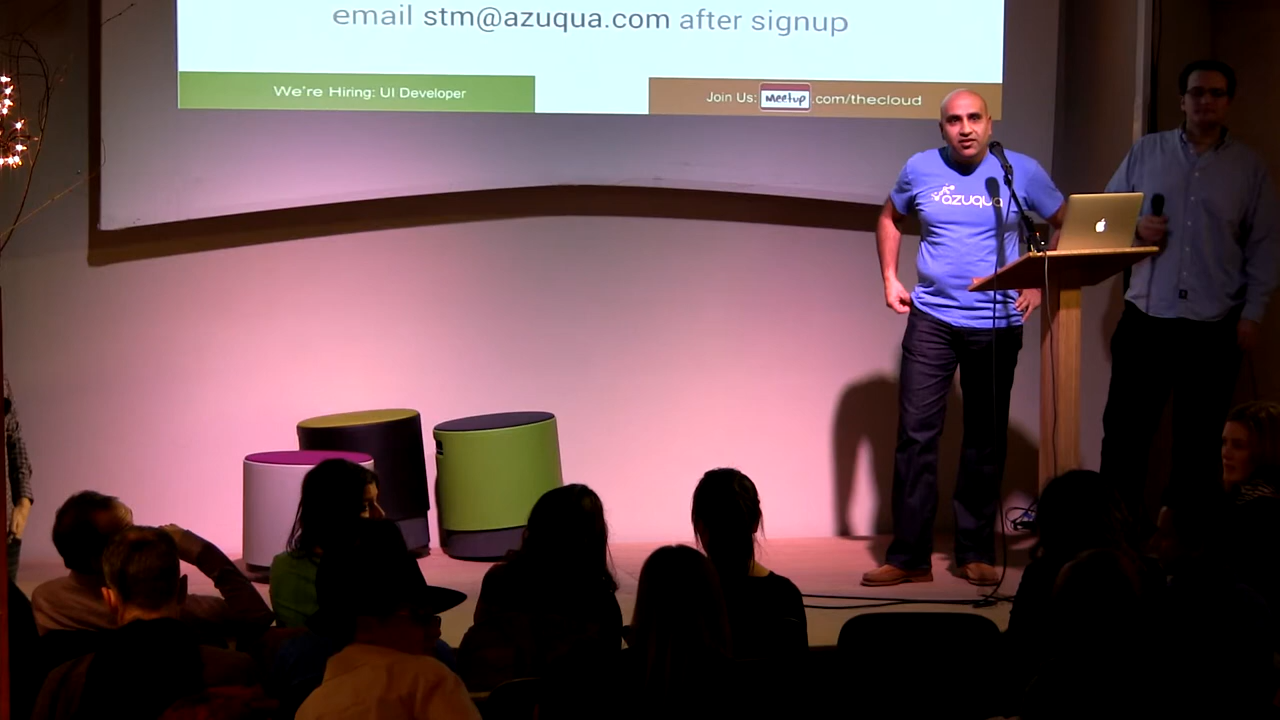 email stm@azuqua.com after signup
We're Hiring: UI Developer
Join Us: Meetup.com/thecloud
azuqua